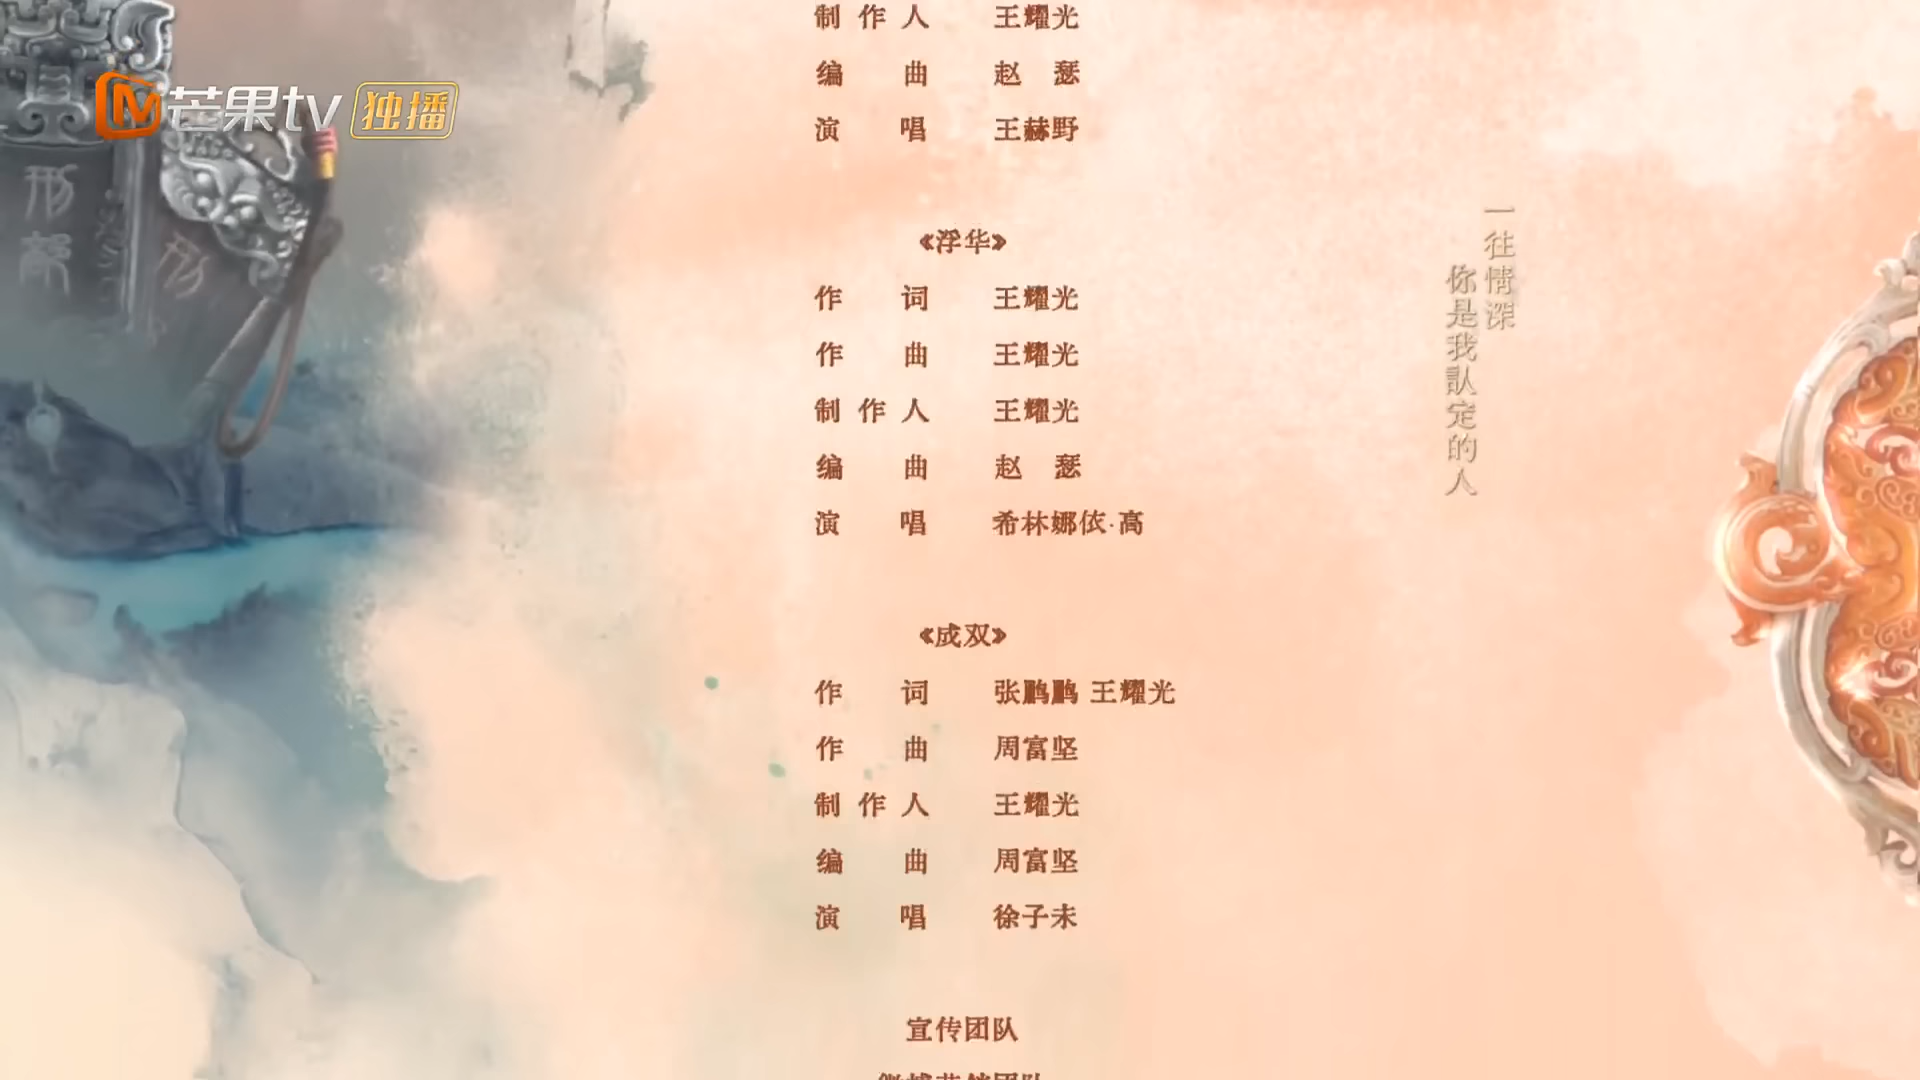 芒果tv 独播
制作人 王耀光
编曲 赵瑟
演唱 王赫野
《浮华》
作词 王耀光
作曲 王耀光
制作人 王耀光
编曲 赵瑟
演唱 希林娜依·高
《成双》
作词 张鹏鹏 王耀光
作曲 周富坚
制作人 王耀光
编曲 周富坚
演唱 徐子未
宣传团队
一往情深
你是我認定的人